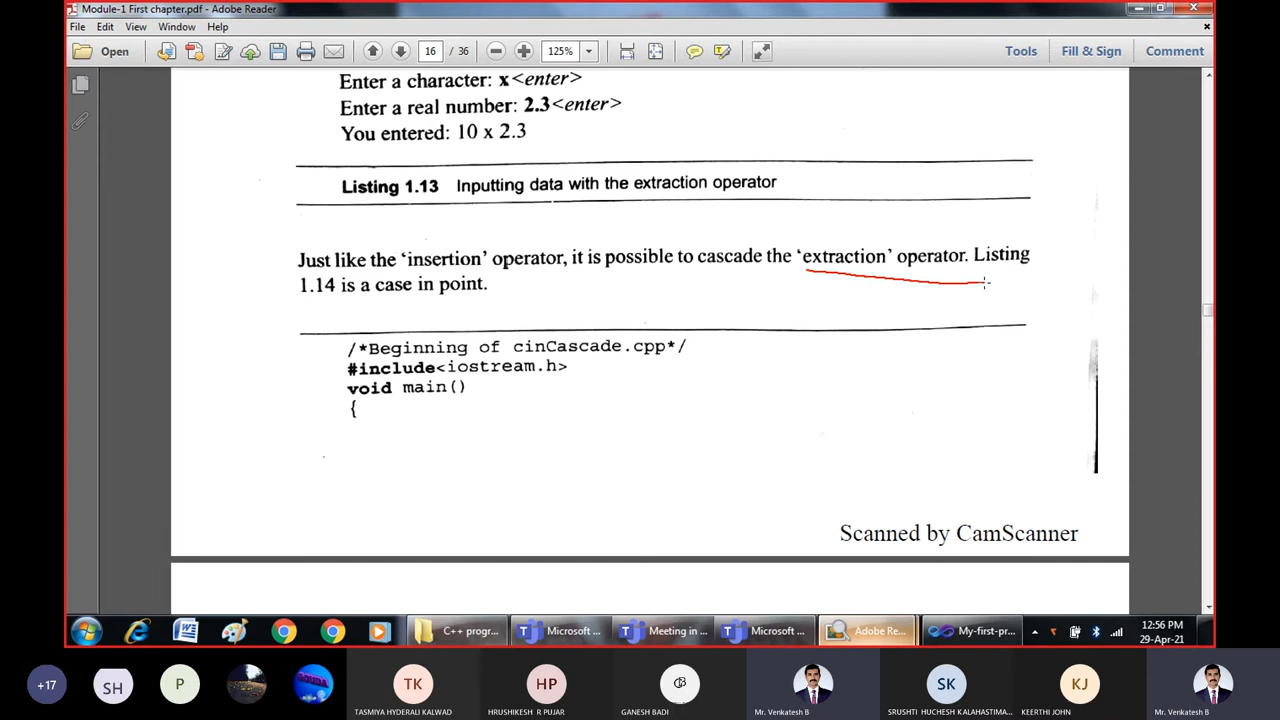 Module-1 First chapter.pdf - Adobe Reader
File Edit View Window Help
Open 16 / 36 125% Tools Fill & Sign Comment
Enter a character: x<enter>
Enter a real number: 2.3<enter>
You entered: 10 x 2.3
Listing 1.13 Inputting data with the extraction operator
Just like the ‘insertion’ operator, it is possible to cascade the ‘extraction’ operator. Listing
1.14 is a case in point.
/*Beginning of cinCascade.cpp*/
#include<iostream.h>
void main()
{
Scanned by CamScanner
C++ progr... Microsoft ... Meeting in ... Microsoft ... Adobe Re... My-first-pr...
12:56 PM
29-Apr-21
+17 SH P TK HP GB SK KJ
TASMIYA HYDERALI KALWAD HRUSHIKESH R PUJAR GANESH BADI Mr. Venkatesh B SRUSHTI HUCHESH KALAHASTIMA... KEERTHI JOHN Mr. Venkatesh B